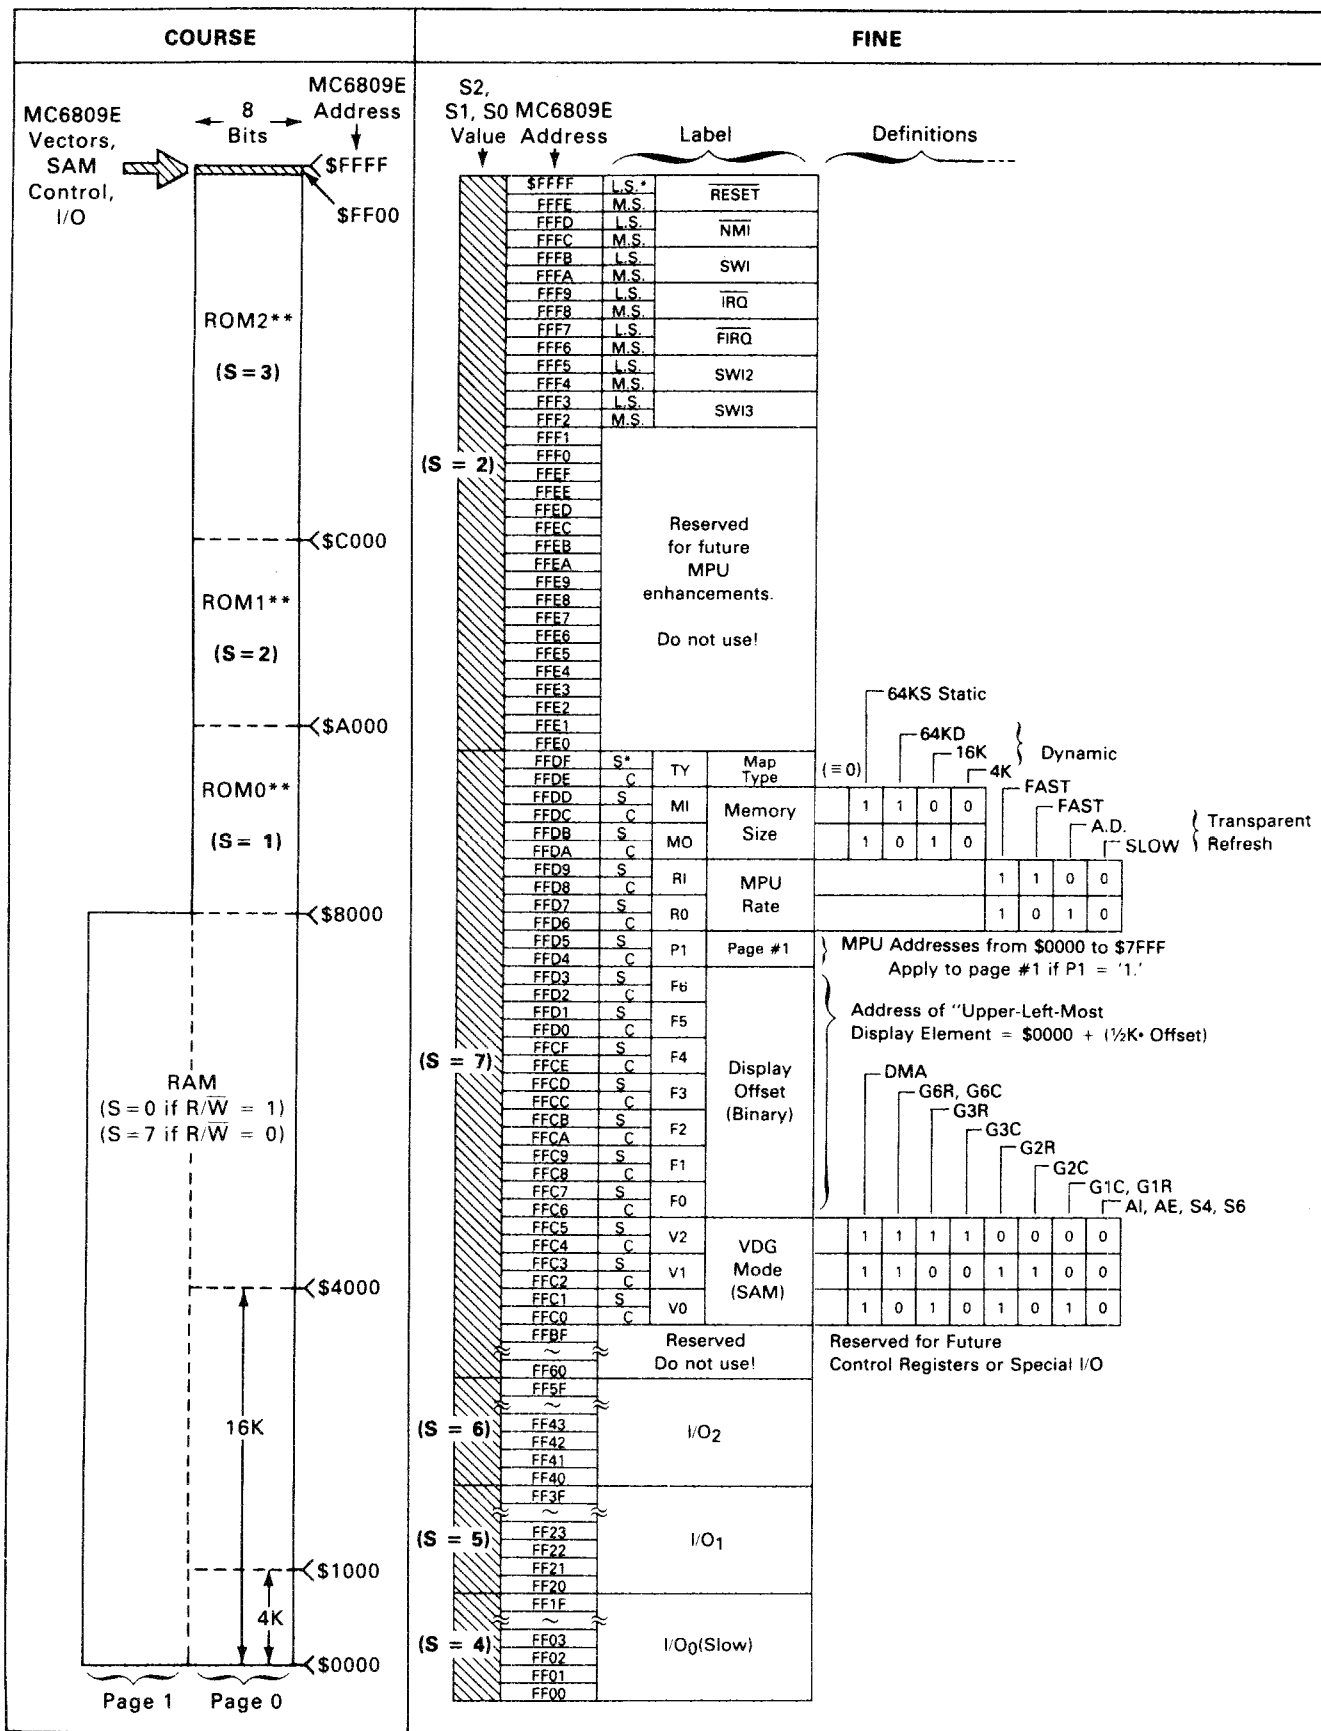 COURSE
FINE
MC6809E
Vectors,
SAM
Control,
I/O
8
Bits
MC6809E
Address
$FFFF
$FF00
ROM2**
(S = 3)
$C000
ROM1**
(S = 2)
$A000
ROM0**
(S = 1)
$8000
RAM
(S = 0 if R/W̅ = 1)
(S = 7 if R/W̅ = 0)
$4000
16K
$1000
4K
$0000
Page 1 Page 0
S2,
S1, S0
Value
MC6809E
Address
Label
Definitions
$FFFF L.S.*
R̅E̅S̅E̅T̅
FFFE M.S.
FFFD L.S.
N̅M̅I̅
FFFC M.S.
FFFB L.S.
SWI
FFFA M.S.
FFF9 L.S.
I̅R̅Q̅
FFF8 M.S.
FFF7 L.S.
F̅I̅R̅Q̅
FFF6 M.S.
FFF5 L.S.
SWI2
FFF4 M.S.
FFF3 L.S.
SWI3
FFF2 M.S.
(S = 2)
FFF1
FFF0
FFEF
FFEE
FFED
FFEC
FFEB
FFEA
FFE9
FFE8
FFE7
FFE6
FFE5
FFE4
FFE3
FFE2
FFE1
FFE0
Reserved
for future
MPU
enhancements.
Do not use!
64KS Static
64KD
16K
4K
Dynamic
FFDF S*
TY Map
Type
(≡ 0)
FFDE C
FFDD S
MI 1 1 0 0
FFDC C
Memory
Size
FFDB S
MO 1 0 1 0
FFDA C
FAST
FAST
A.D.
SLOW
Transparent
Refresh
FFD9 S
RI 1 1 0 0
FFD8 C
MPU
Rate
FFD7 S
R0 1 0 1 0
FFD6 C
FFD5 S
P1 Page #1
FFD4 C
MPU Addresses from $0000 to $7FFF
Apply to page #1 if P1 = '1.'
FFD3 S
F6
FFD2 C
FFD1 S
F5
FFD0 C
FFCF S
F4
FFCE C
(S = 7)
FFCD S
F3
FFCC C
FFCB S
F2
FFCA C
FFC9 S
F1
FFC8 C
FFC7 S
F0
FFC6 C
Display
Offset
(Binary)
Address of "Upper-Left-Most
Display Element = $0000 + (½K• Offset)
DMA
G6R, G6C
G3R
G3C
G2R
G2C
G1C, G1R
AI, AE, S4, S6
FFC5 S
V2 1 1 1 1 0 0 0 0
FFC4 C
FFC3 S
V1 1 1 0 0 1 1 0 0
FFC2 C
FFC1 S
V0 1 0 1 0 1 0 1 0
FFC0 C
VDG
Mode
(SAM)
FFBF
~
FF60
Reserved
Do not use!
Reserved for Future
Control Registers or Special I/O
FF5F
~
(S = 6)
FF43
FF42
FF41
FF40
I/O2
FF3F
~
(S = 5)
FF23
FF22
FF21
FF20
I/O1
FF1F
~
(S = 4)
FF03
FF02
FF01
FF00
I/O0(Slow)